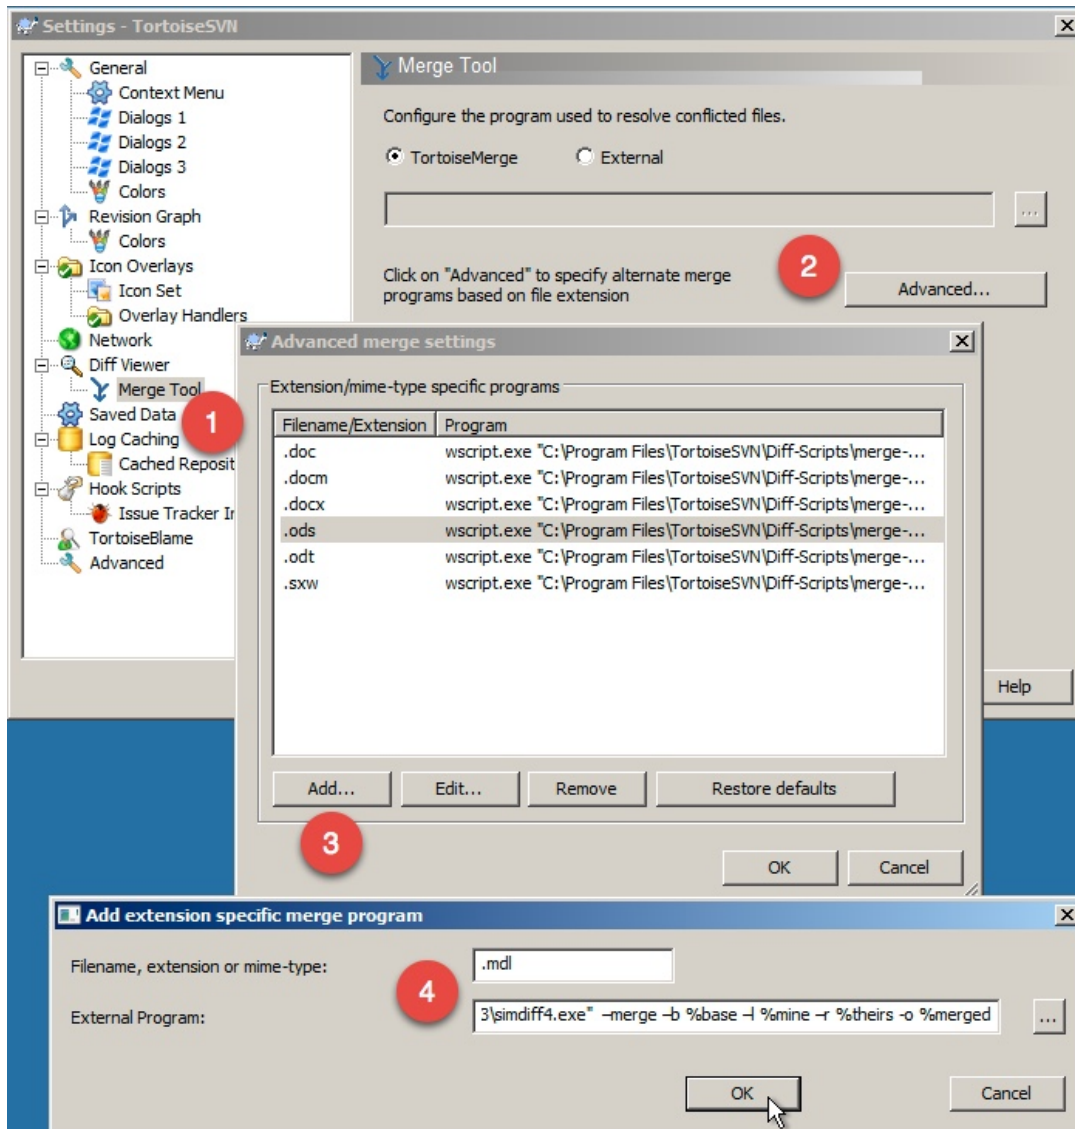 Settings - TortoiseSVN
General
Context Menu
Dialogs 1
Dialogs 2
Dialogs 3
Colors
Revision Graph
Colors
Icon Overlays
Icon Set
Overlay Handlers
Network
Diff Viewer
Merge Tool
Saved Data
Log Caching
Cached Reposit
Hook Scripts
Issue Tracker Ir
TortoiseBlame
Advanced
1
Merge Tool
Configure the program used to resolve conflicted files.
TortoiseMerge External
...
Click on "Advanced" to specify alternate merge
programs based on file extension
2
Advanced...
Help
Advanced merge settings
Extension/mime-type specific programs
Filename/Extension Program
.doc wscript.exe "C:\Program Files\TortoiseSVN\Diff-Scripts\merge-...
.docm wscript.exe "C:\Program Files\TortoiseSVN\Diff-Scripts\merge-...
.docx wscript.exe "C:\Program Files\TortoiseSVN\Diff-Scripts\merge-...
.ods wscript.exe "C:\Program Files\TortoiseSVN\Diff-Scripts\merge-...
.odt wscript.exe "C:\Program Files\TortoiseSVN\Diff-Scripts\merge-...
.sxw wscript.exe "C:\Program Files\TortoiseSVN\Diff-Scripts\merge-...
Add... Edit... Remove Restore defaults
3
OK Cancel
Add extension specific merge program
Filename, extension or mime-type: .mdl
4
External Program: 3\simdiff4.exe" –merge –b %base –l %mine –r %theirs -o %merged ...
OK Cancel